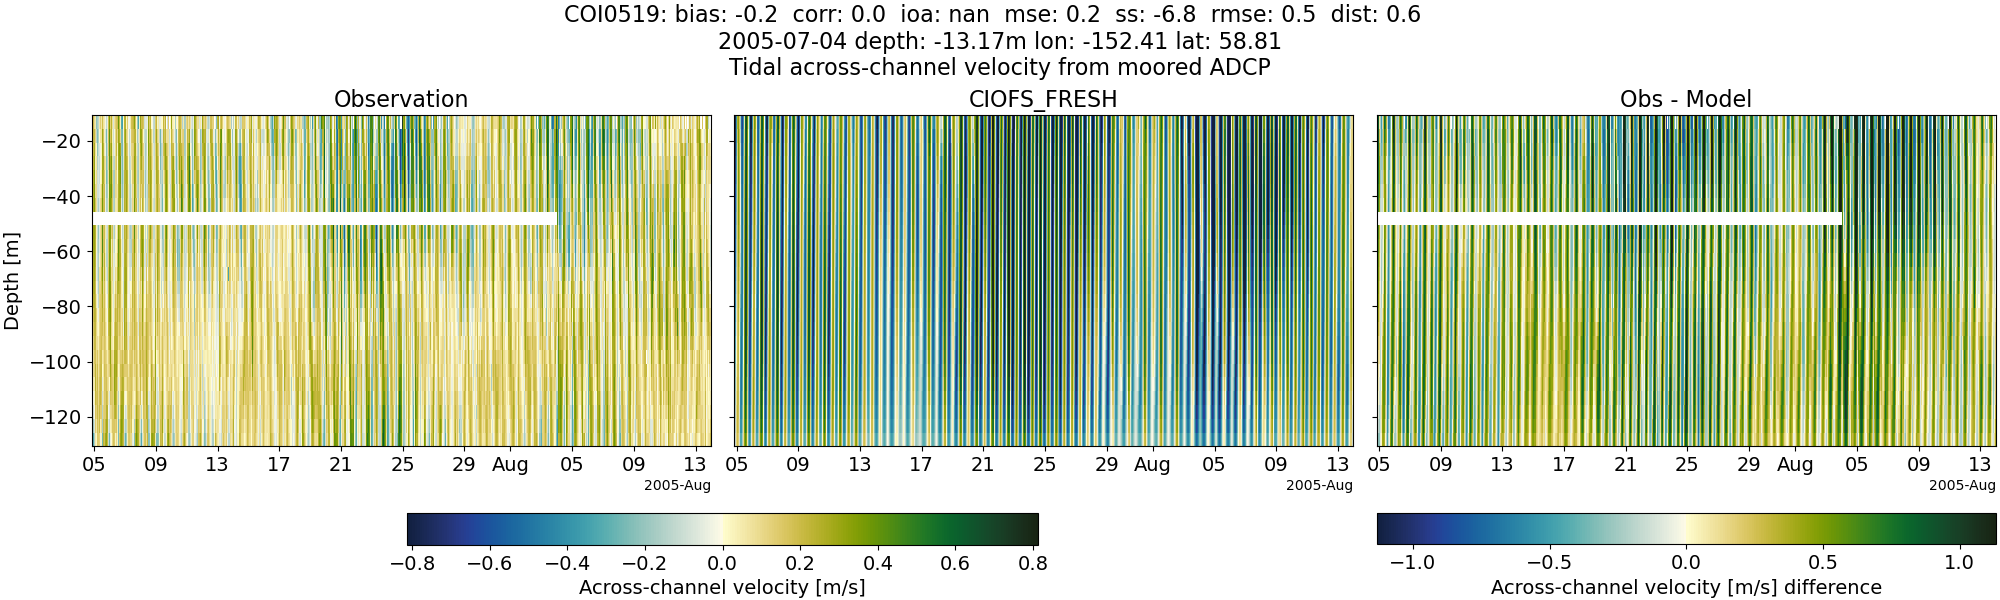 COI0519: bias: -0.2 corr: 0.0 ioa: nan mse: 0.2 ss: -6.8 rmse: 0.5 dist: 0.6
2005-07-04 depth: -13.17m lon: -152.41 lat: 58.81
Tidal across-channel velocity from moored ADCP
Observation
CIOFS_FRESH
Obs - Model
Depth [m]
−20
−40
−60
−80
−100
−120
05 09 13 17 21 25 29 Aug 05 09 13
2005-Aug
05 09 13 17 21 25 29 Aug 05 09 13
2005-Aug
05 09 13 17 21 25 29 Aug 05 09 13
2005-Aug
−0.8 −0.6 −0.4 −0.2 0.0 0.2 0.4 0.6 0.8
Across-channel velocity [m/s]
−1.0 −0.5 0.0 0.5 1.0
Across-channel velocity [m/s] difference